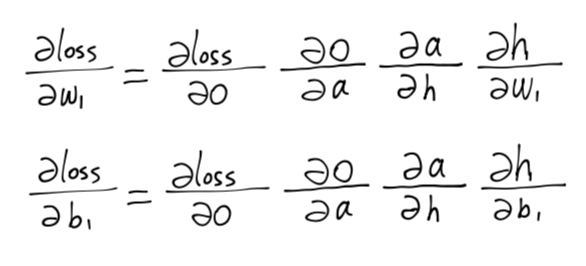 ∂loss/∂w₁ = ∂loss/∂o ∂o/∂a ∂a/∂h ∂h/∂w₁
∂loss/∂b₁ = ∂loss/∂o ∂o/∂a ∂a/∂h ∂h/∂b₁